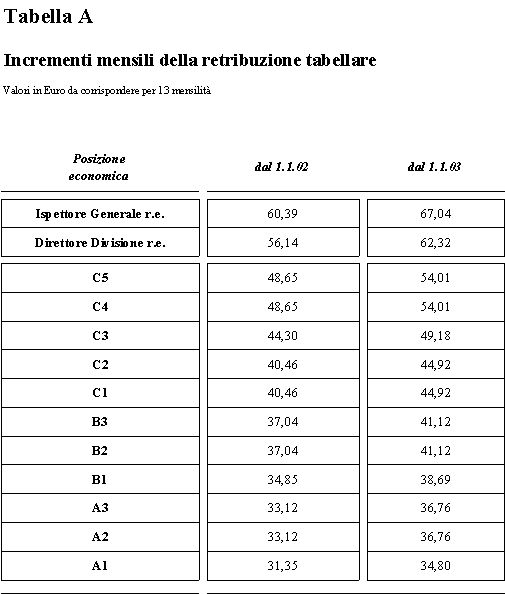 Tabella A
Incrementi mensili della retribuzione tabellare
Valori in Euro da corrispondere per 13 mensilità
Posizione
economica dal 1.1.02 dal 1.1.03
Ispettore Generale r.e. 60,39 67,04
Direttore Divisione r.e. 56,14 62,32
C5 48,65 54,01
C4 48,65 54,01
C3 44,30 49,18
C2 40,46 44,92
C1 40,46 44,92
B3 37,04 41,12
B2 37,04 41,12
B1 34,85 38,69
A3 33,12 36,76
A2 33,12 36,76
A1 31,35 34,80